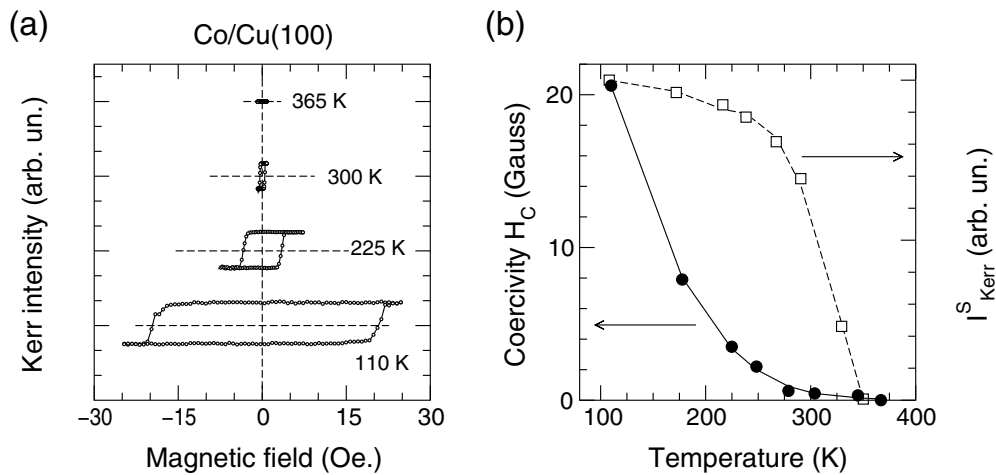 (a)
Co/Cu(100)
Kerr intensity (arb. un.)
365 K
300 K
225 K
110 K
−30 −15 0 15 30
Magnetic field (Oe.)
(b)
Coercivity H_C (Gauss)
20
10
0
100 200 300 400
Temperature (K)
I^S_Kerr (arb. un.)